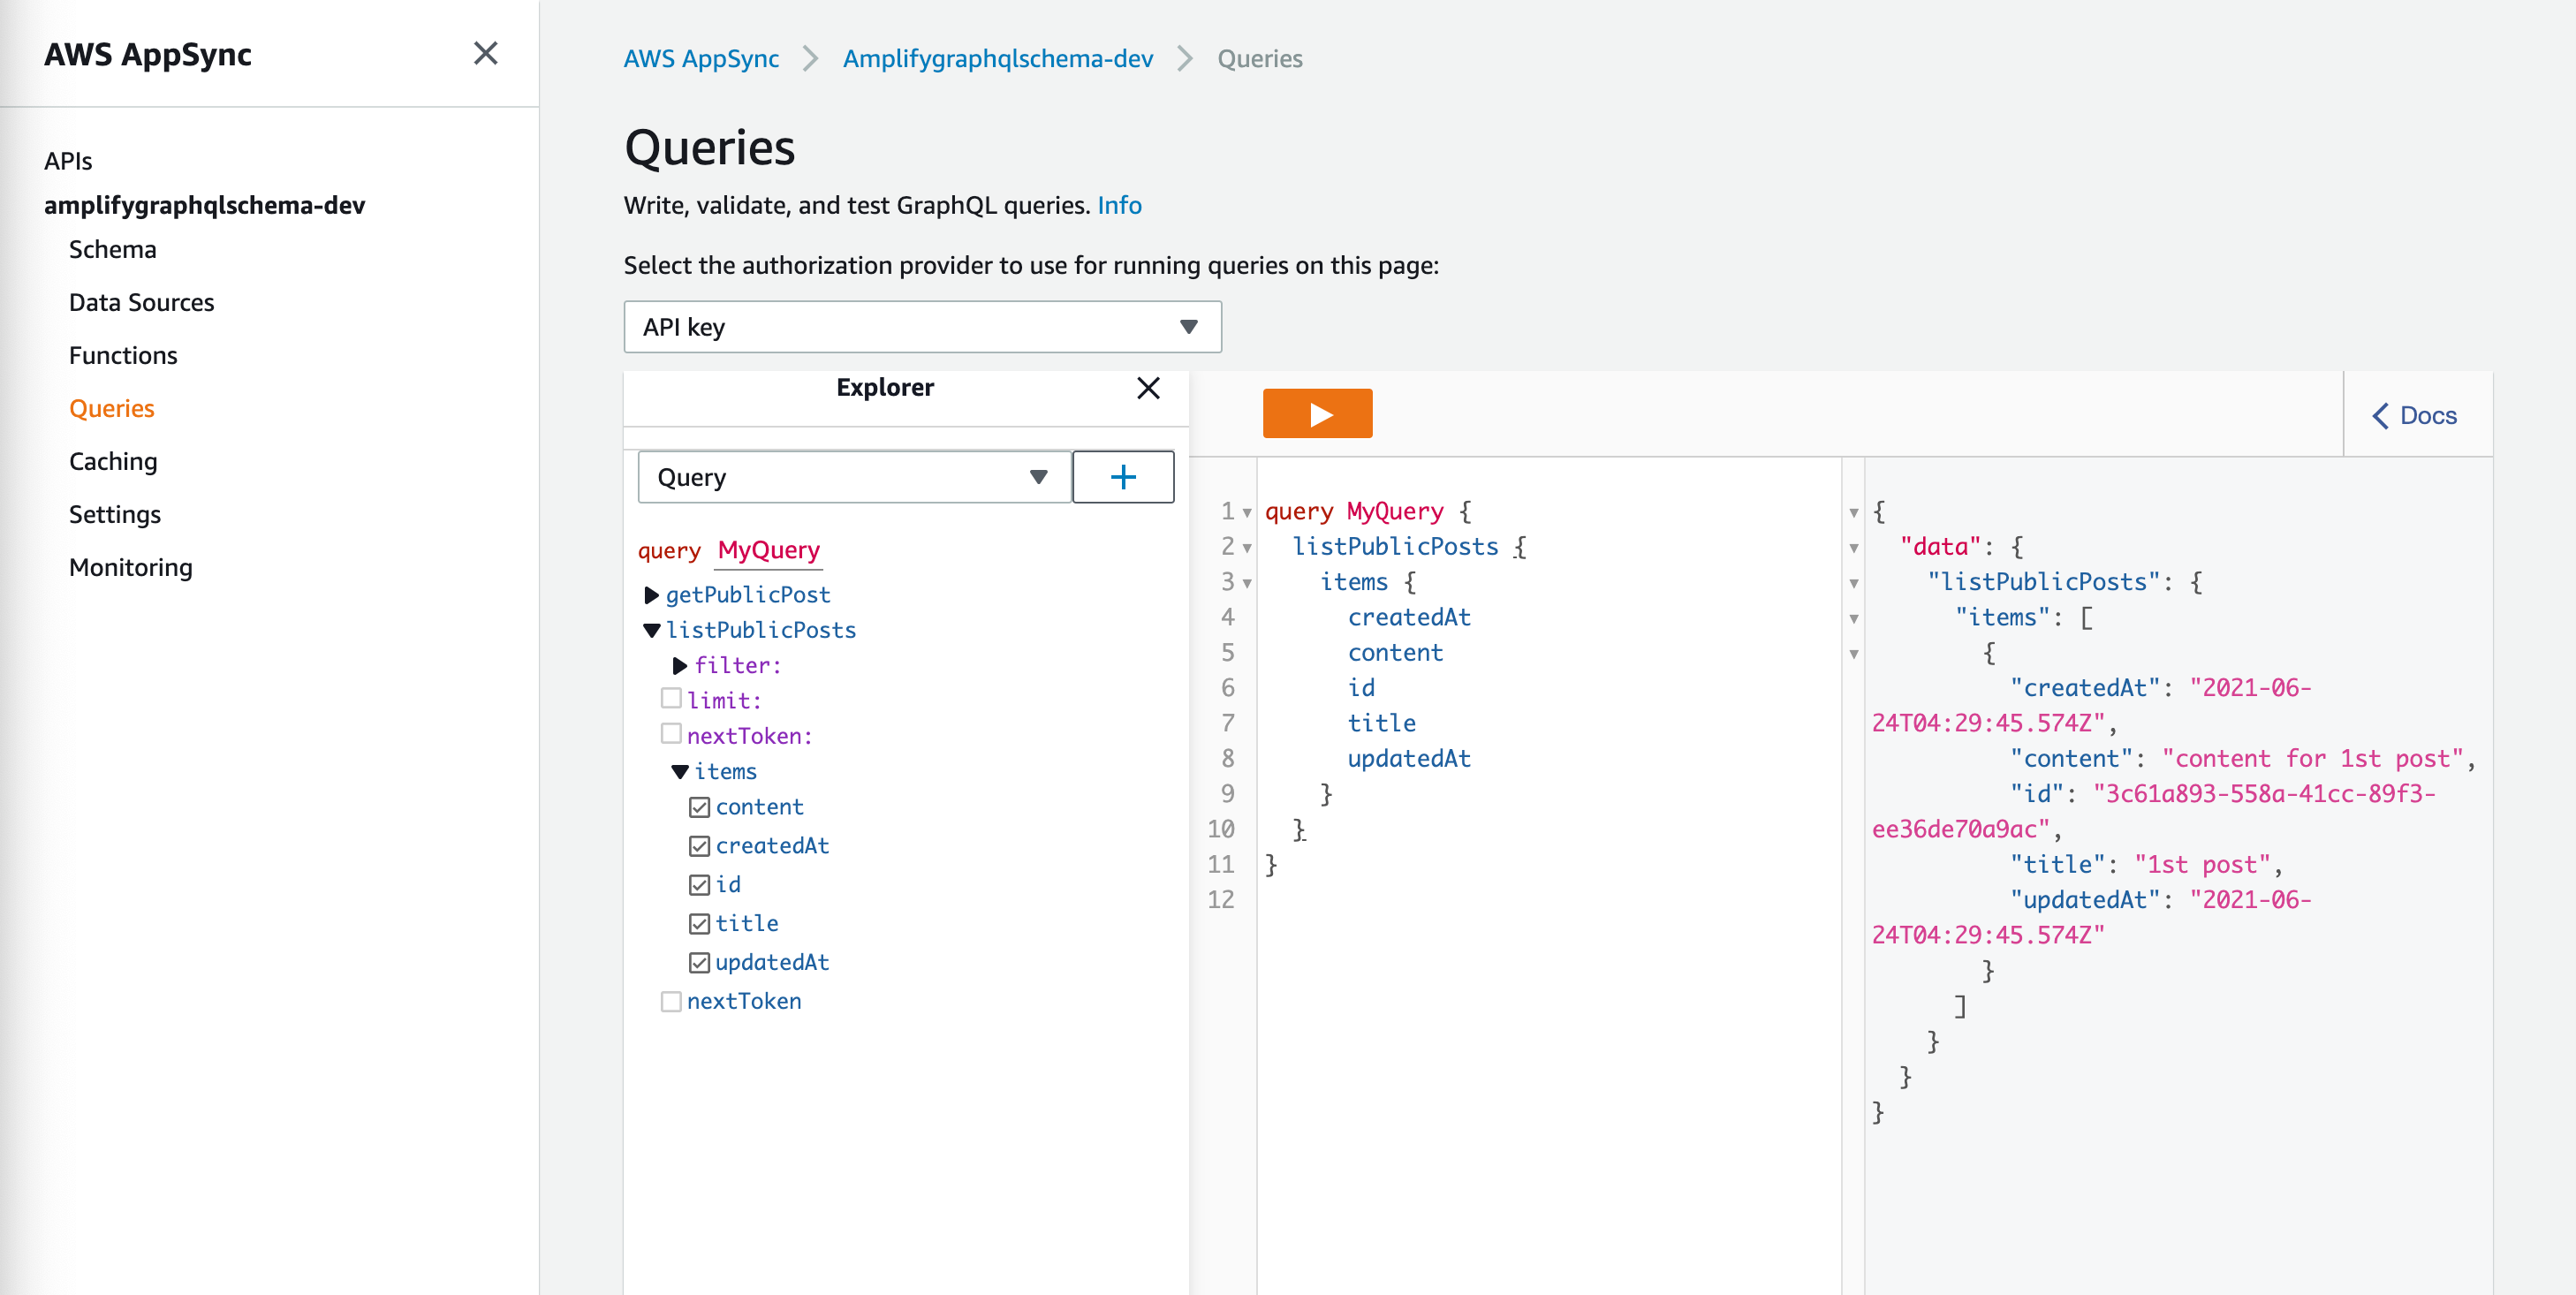 AWS AppSync
APIs
amplifygraphqlschema-dev
Schema
Data Sources
Functions
Queries
Caching
Settings
Monitoring
AWS AppSync > Amplifygraphqlschema-dev > Queries
Queries
Write, validate, and test GraphQL queries. Info
Select the authorization provider to use for running queries on this page:
API key
Explorer
Query
query MyQuery
getPublicPost
listPublicPosts
filter:
limit:
nextToken:
items
content
createdAt
id
title
updatedAt
nextToken
Docs
1 query MyQuery {
2 listPublicPosts {
3 items {
4 createdAt
5 content
6 id
7 title
8 updatedAt
9 }
10 }
11 }
12
{
"data": {
"listPublicPosts": {
"items": [
{
"createdAt": "2021-06-
24T04:29:45.574Z",
"content": "content for 1st post",
"id": "3c61a893-558a-41cc-89f3-
ee36de70a9ac",
"title": "1st post",
"updatedAt": "2021-06-
24T04:29:45.574Z"
}
]
}
}
}